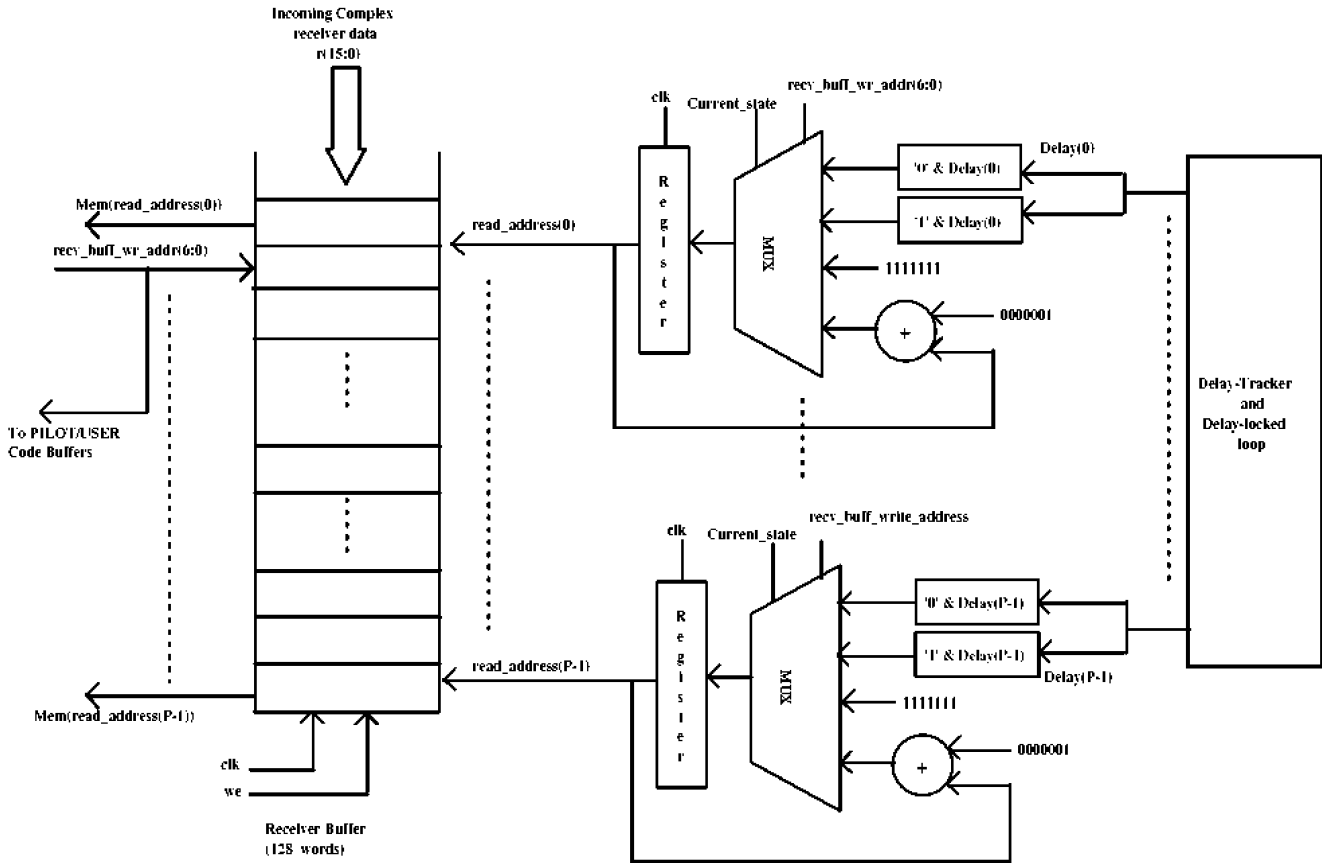 Incoming Complex
receiver data
r(15:0)
clk
Current_state
recv_buff_wr_addr(6:0)
Register
MUX
'0' & Delay(0)
'1' & Delay(0)
1111111
+
0000001
Delay(0)
Mem(read_address(0))
recv_buff_wr_addr(6:0)
read_address(0)
To PILOT/USER
Code Buffers
Delay-Tracker
and
Delay-locked
loop
clk
Current_state
recv_buff_write_address
Register
MUX
'0' & Delay(P-1)
'1' & Delay(P-1)
1111111
+
0000001
Delay(P-1)
read_address(P-1)
Mem(read_address(P-1))
clk
we
Receiver Buffer
(128 words)